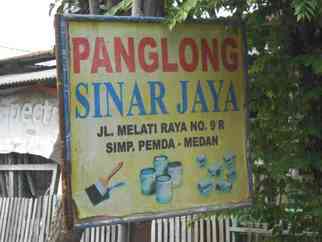 PANGLONG
SINAR JAYA
JL. MELATI RAYA NO. 9 R
SIMP. PEMDA - MEDAN